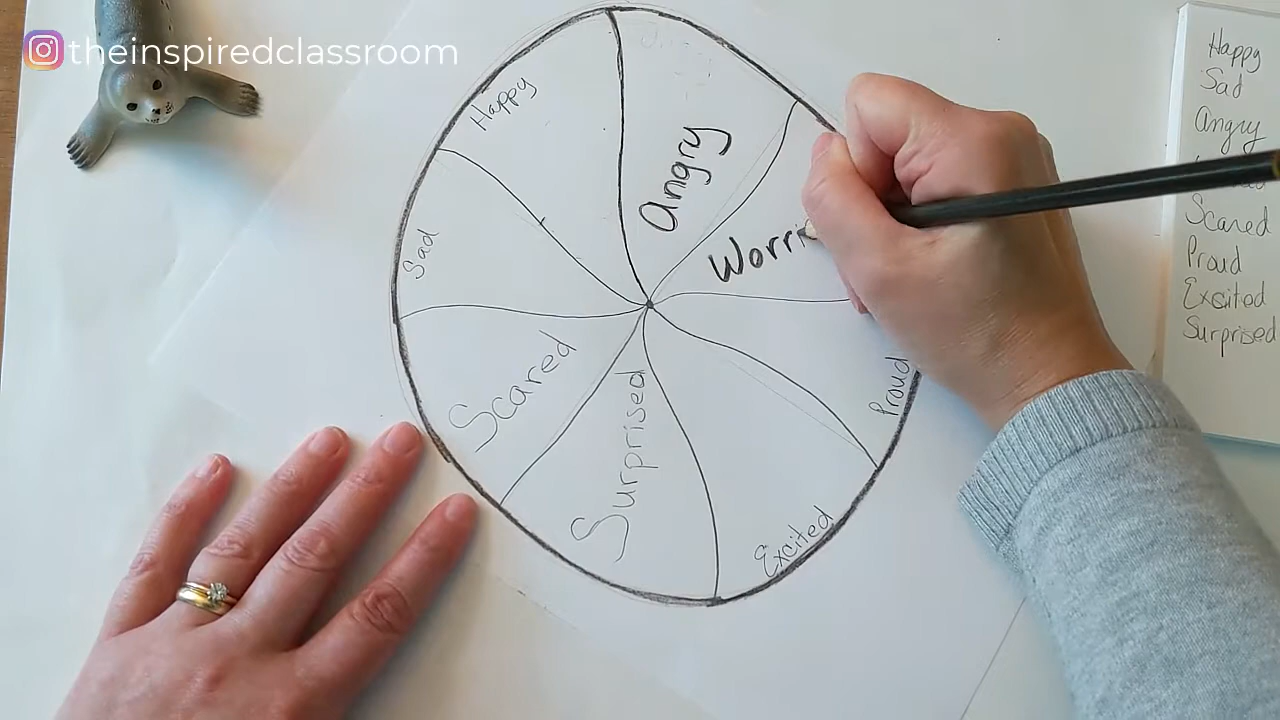 theinspiredclassroom
Happy
Angry
Worri
Sad
Scared
Surprised
Proud
Excited
Happy
Sad
Angry
Scared
Proud
Excited
Surprised